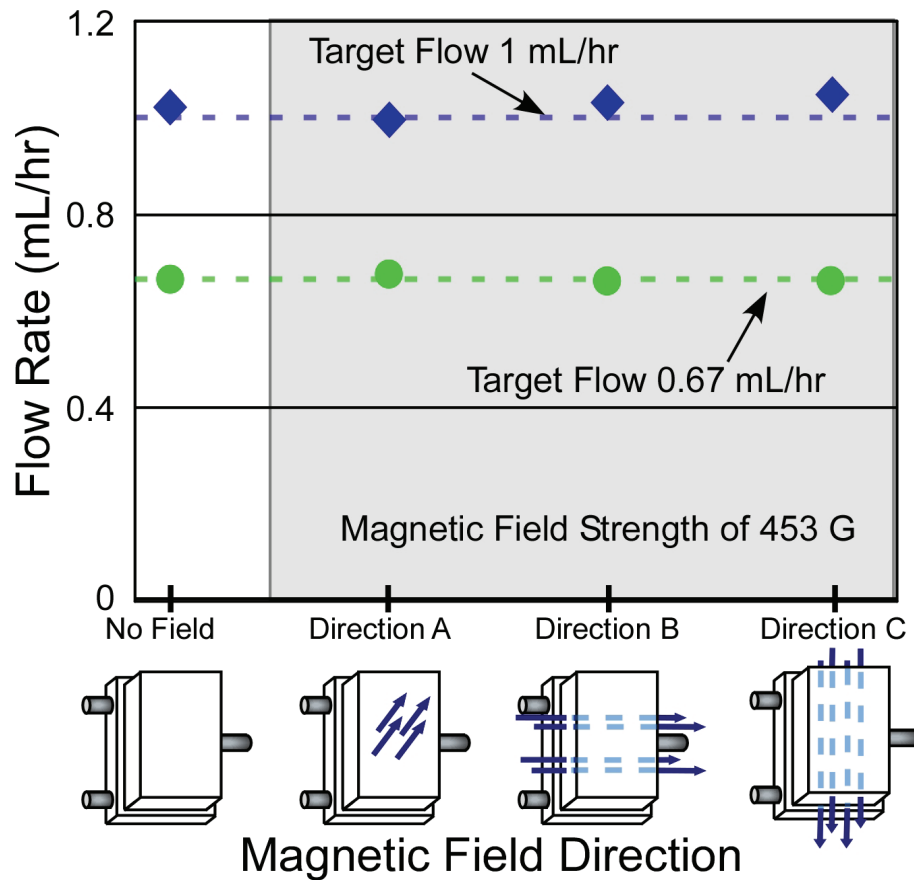 1.2
Target Flow 1 mL/hr
Flow Rate (mL/hr)
0.8
Target Flow 0.67 mL/hr
0.4
Magnetic Field Strength of 453 G
0
No Field
Direction A
Direction B
Direction C
Magnetic Field Direction